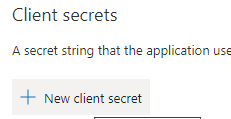 Client secrets
A secret string that the application use
New client secret